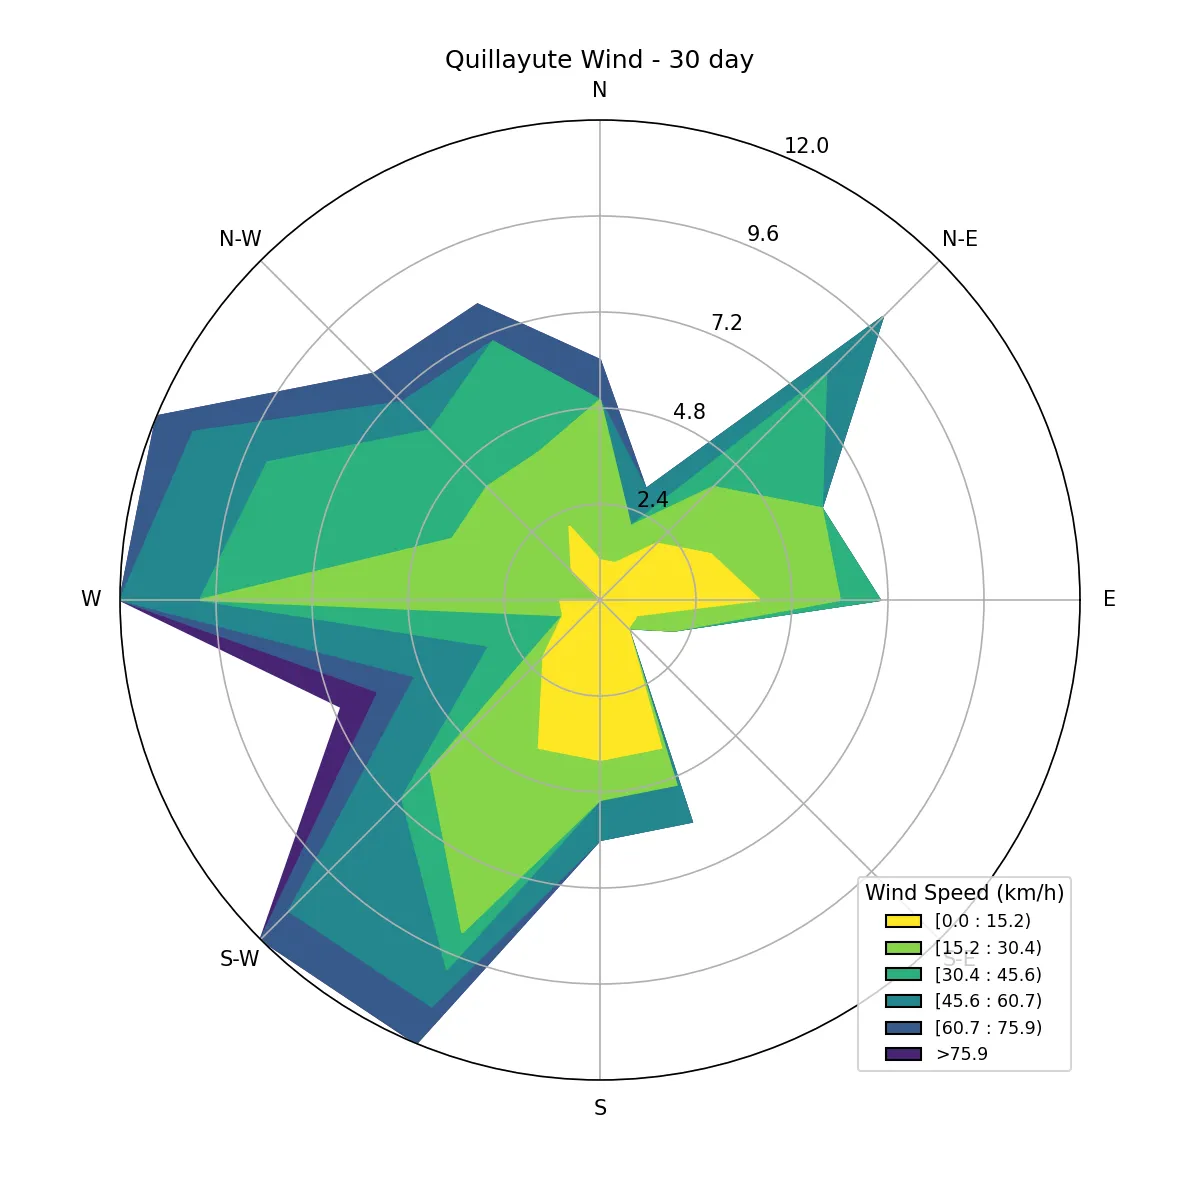 Quillayute Wind - 30 day
N
12.0
9.6
N-W
N-E
7.2
4.8
2.4
W
E
S-W
S-E
Wind Speed (km/h)
[0.0 : 15.2)
[15.2 : 30.4)
[30.4 : 45.6)
[45.6 : 60.7)
[60.7 : 75.9)
>75.9
S